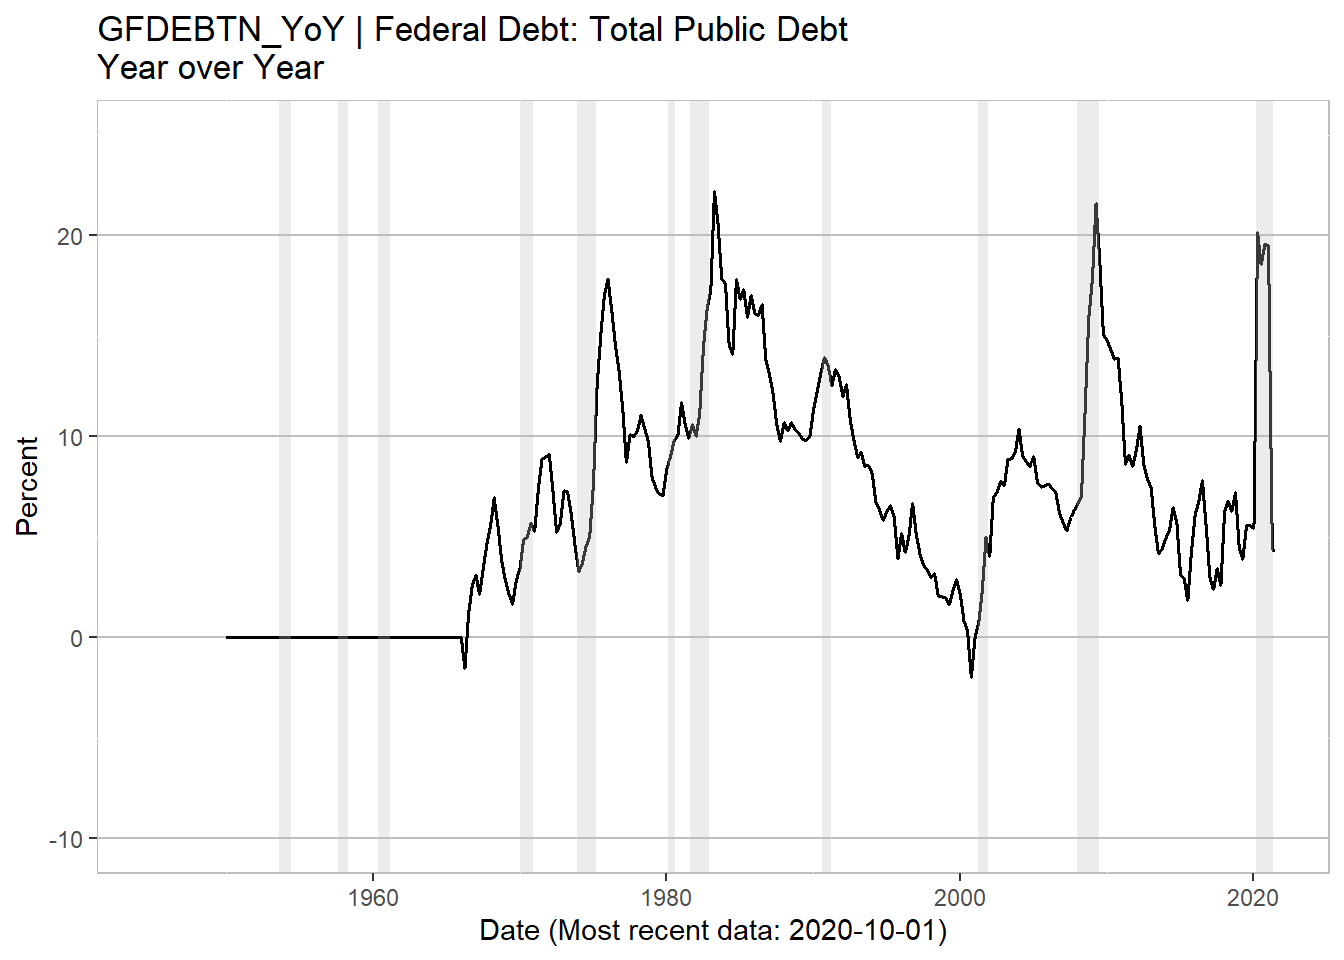 GFDEBTN_YoY | Federal Debt: Total Public Debt
Year over Year
Percent
20
10
0
-10
1960
1980
2000
2020
Date (Most recent data: 2020-10-01)